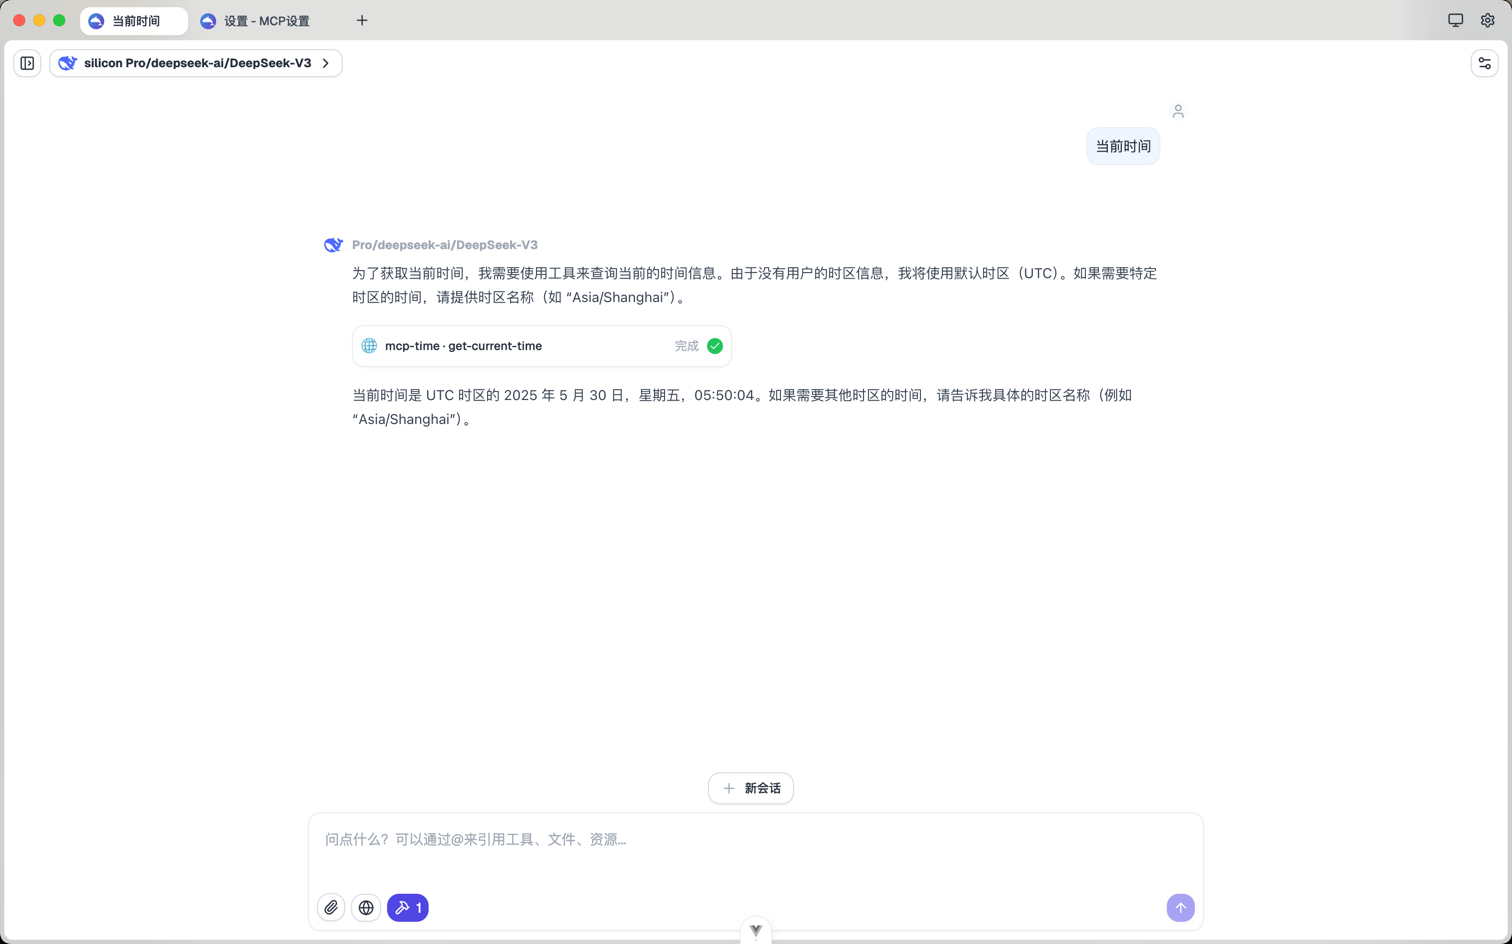 当前时间
设置 - MCP设置
silicon Pro/deepseek-ai/DeepSeek-V3
当前时间
Pro/deepseek-ai/DeepSeek-V3
为了获取当前时间，我需要使用工具来查询当前的时间信息。由于没有用户的时区信息，我将使用默认时区（UTC）。如果需要特定
时区的时间，请提供时区名称（如 “Asia/Shanghai”）。
mcp-time · get-current-time 完成
当前时间是 UTC 时区的 2025 年 5 月 30 日，星期五，05:50:04。如果需要其他时区的时间，请告诉我具体的时区名称（例如
“Asia/Shanghai”）。
新会话
问点什么？可以通过@来引用工具、文件、资源...
1